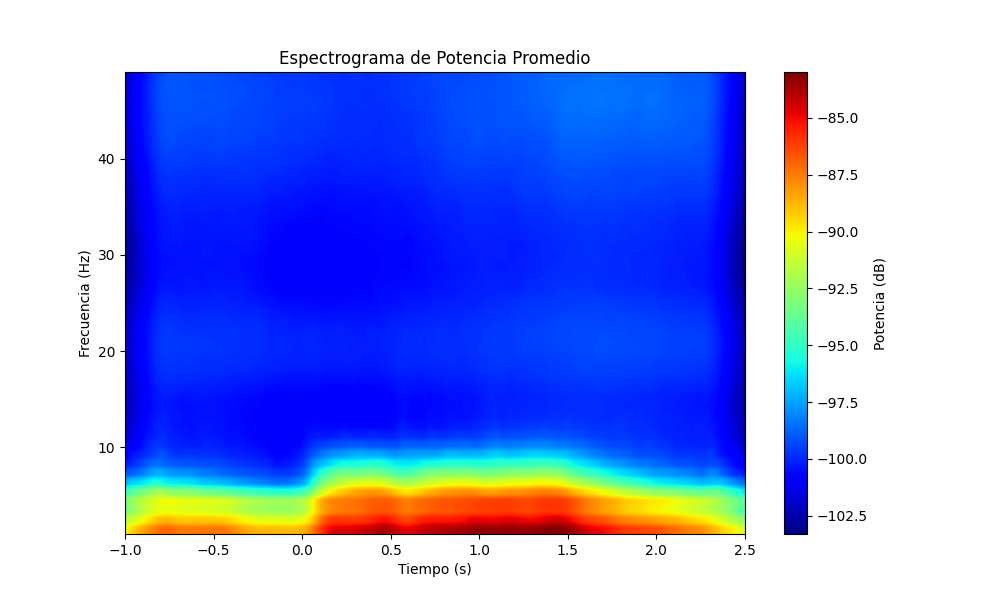 Espectrograma de Potencia Promedio
Frecuencia (Hz)
40
30
20
10
−1.0 −0.5 0.0 0.5 1.0 1.5 2.0 2.5
Tiempo (s)
−85.0
−87.5
−90.0
−92.5
−95.0
−97.5
−100.0
−102.5
Potencia (dB)